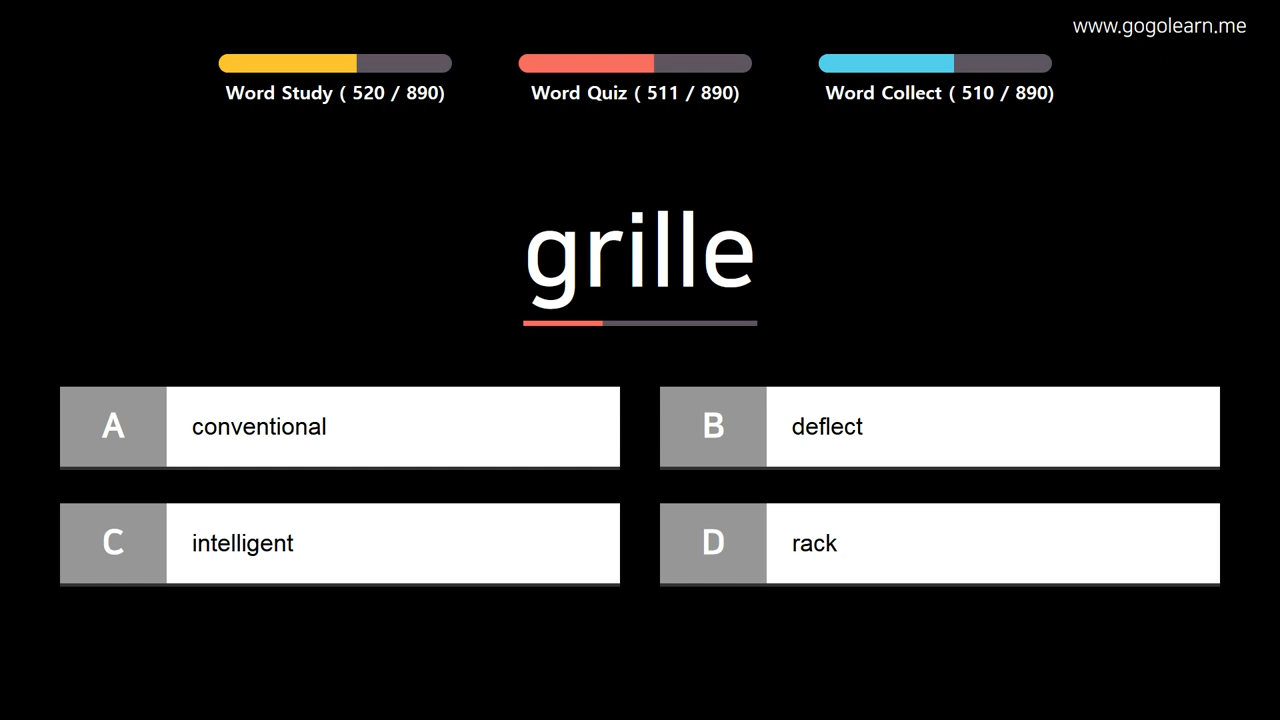 www.gogolearn.me
Word Study ( 520 / 890)
Word Quiz ( 511 / 890)
Word Collect ( 510 / 890)
grille
A conventional
B deflect
C intelligent
D rack